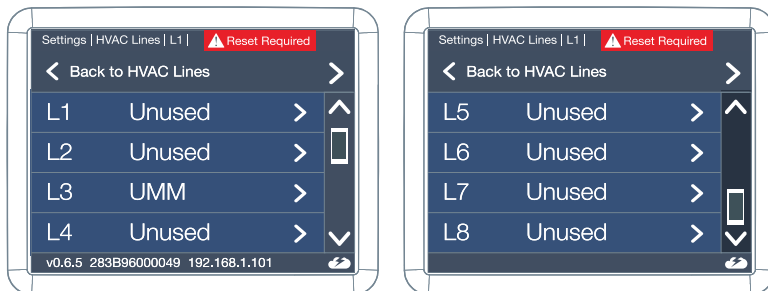 Settings | HVAC Lines | L1 | Reset Required
Back to HVAC Lines
L1 Unused
L2 Unused
L3 UMM
L4 Unused
v0.6.5 283B96000049 192.168.1.101
Settings | HVAC Lines | L1 | Reset Required
Back to HVAC Lines
L5 Unused
L6 Unused
L7 Unused
L8 Unused